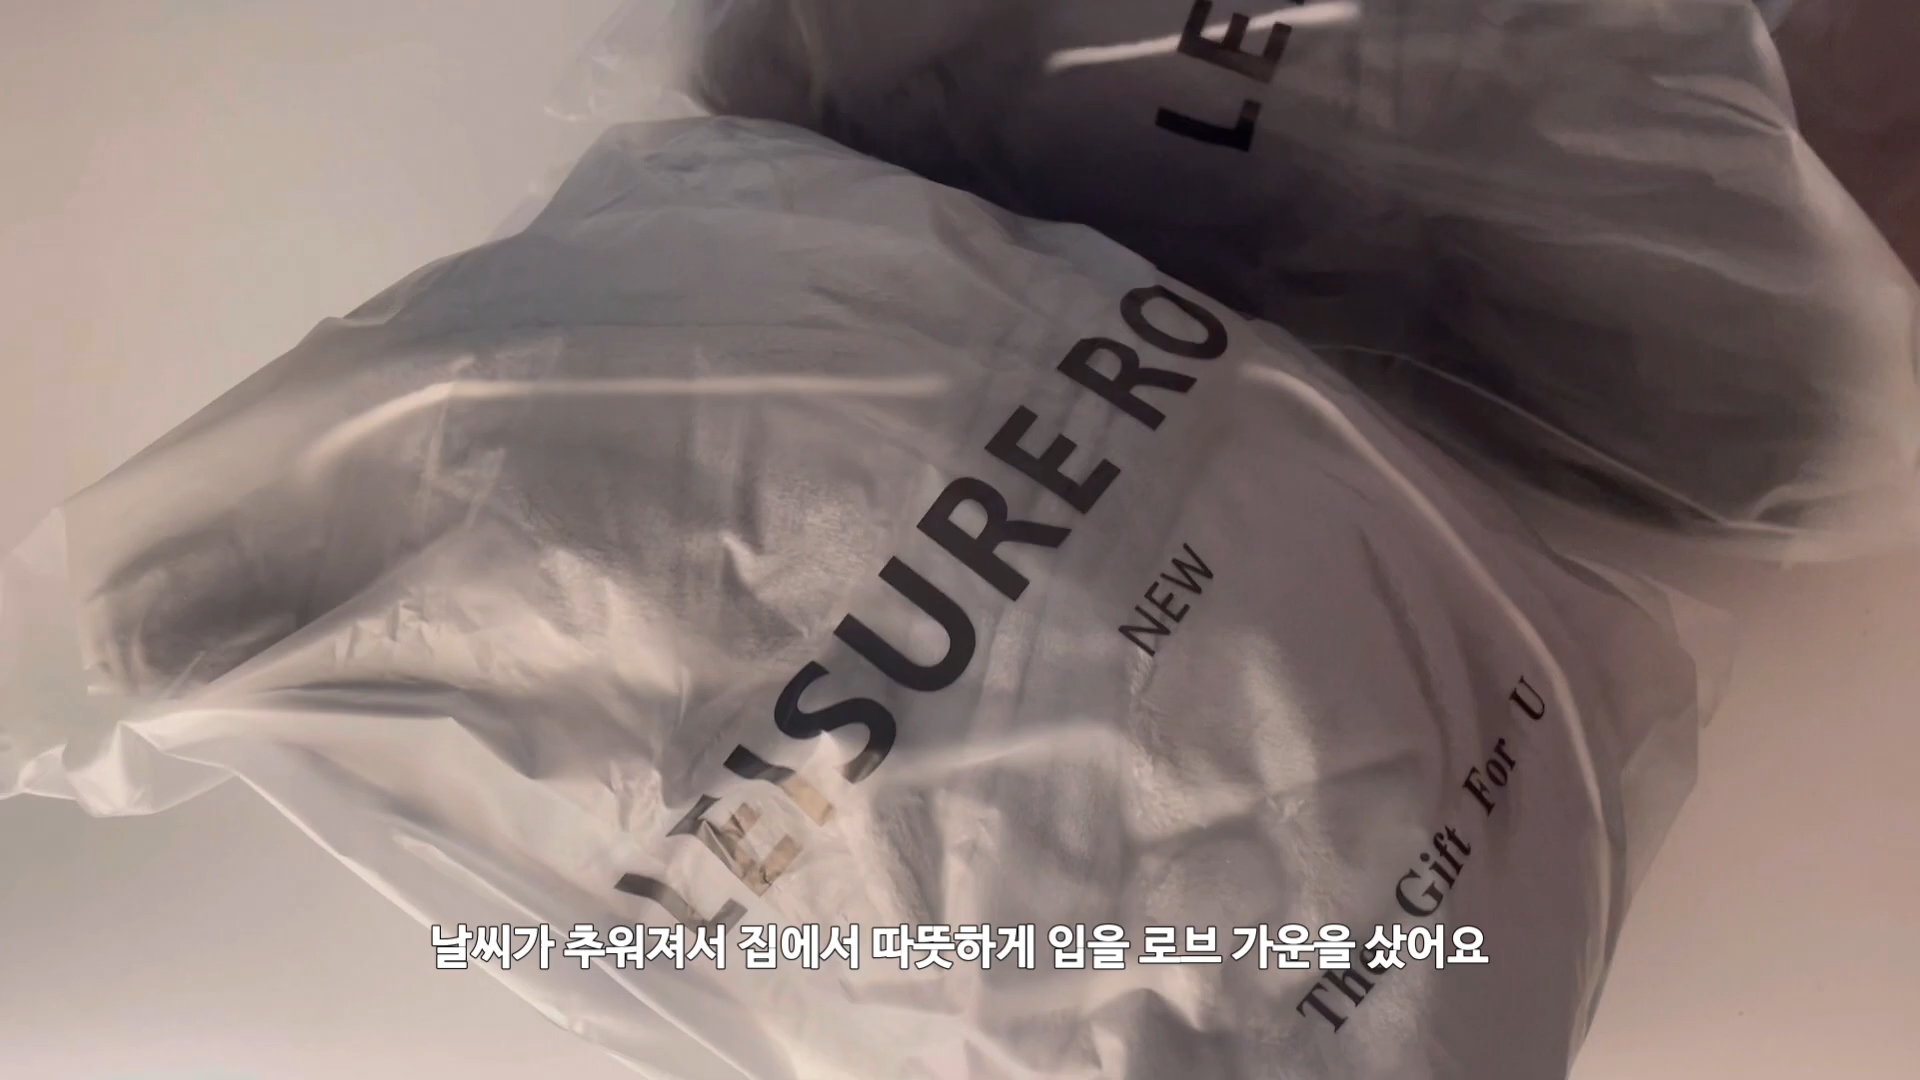 LE
LEISURE RO
NEW
The Gift For U
날씨가 추워져서 집에서 따뜻하게 입을 로브 가운을 샀어요